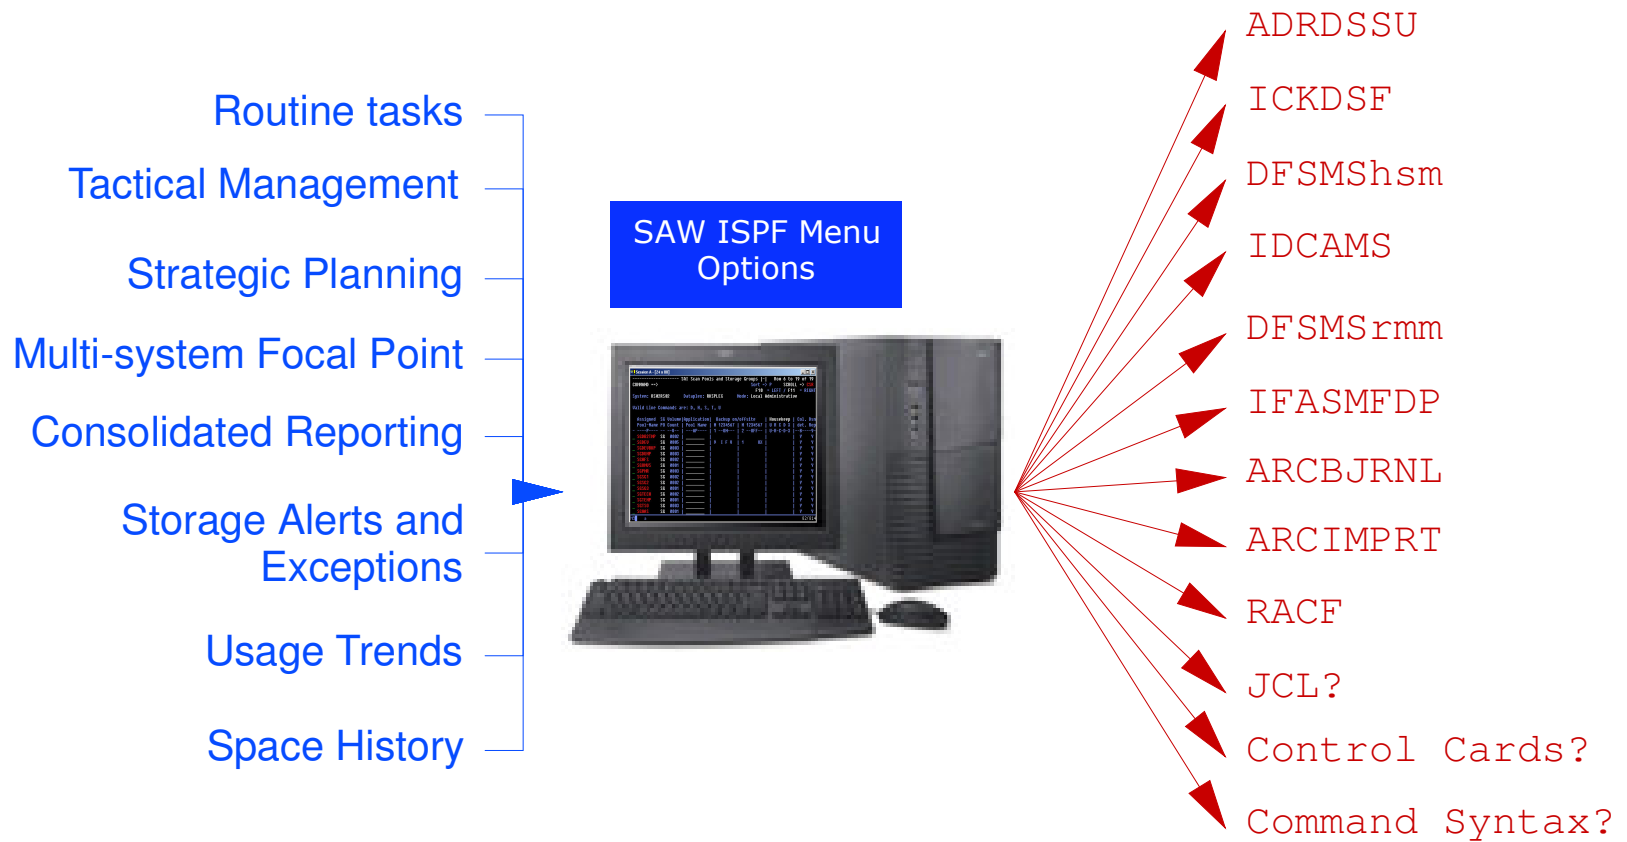 Routine tasks
Tactical Management
Strategic Planning
Multi-system Focal Point
Consolidated Reporting
Storage Alerts and
Exceptions
Usage Trends
Space History
SAW ISPF Menu
Options
ADRDSSU
ICKDSF
DFSMShsm
IDCAMS
DFSMSrmm
IFASMFDP
ARCBJRNL
ARCIMPRT
RACF
JCL?
Control Cards?
Command Syntax?